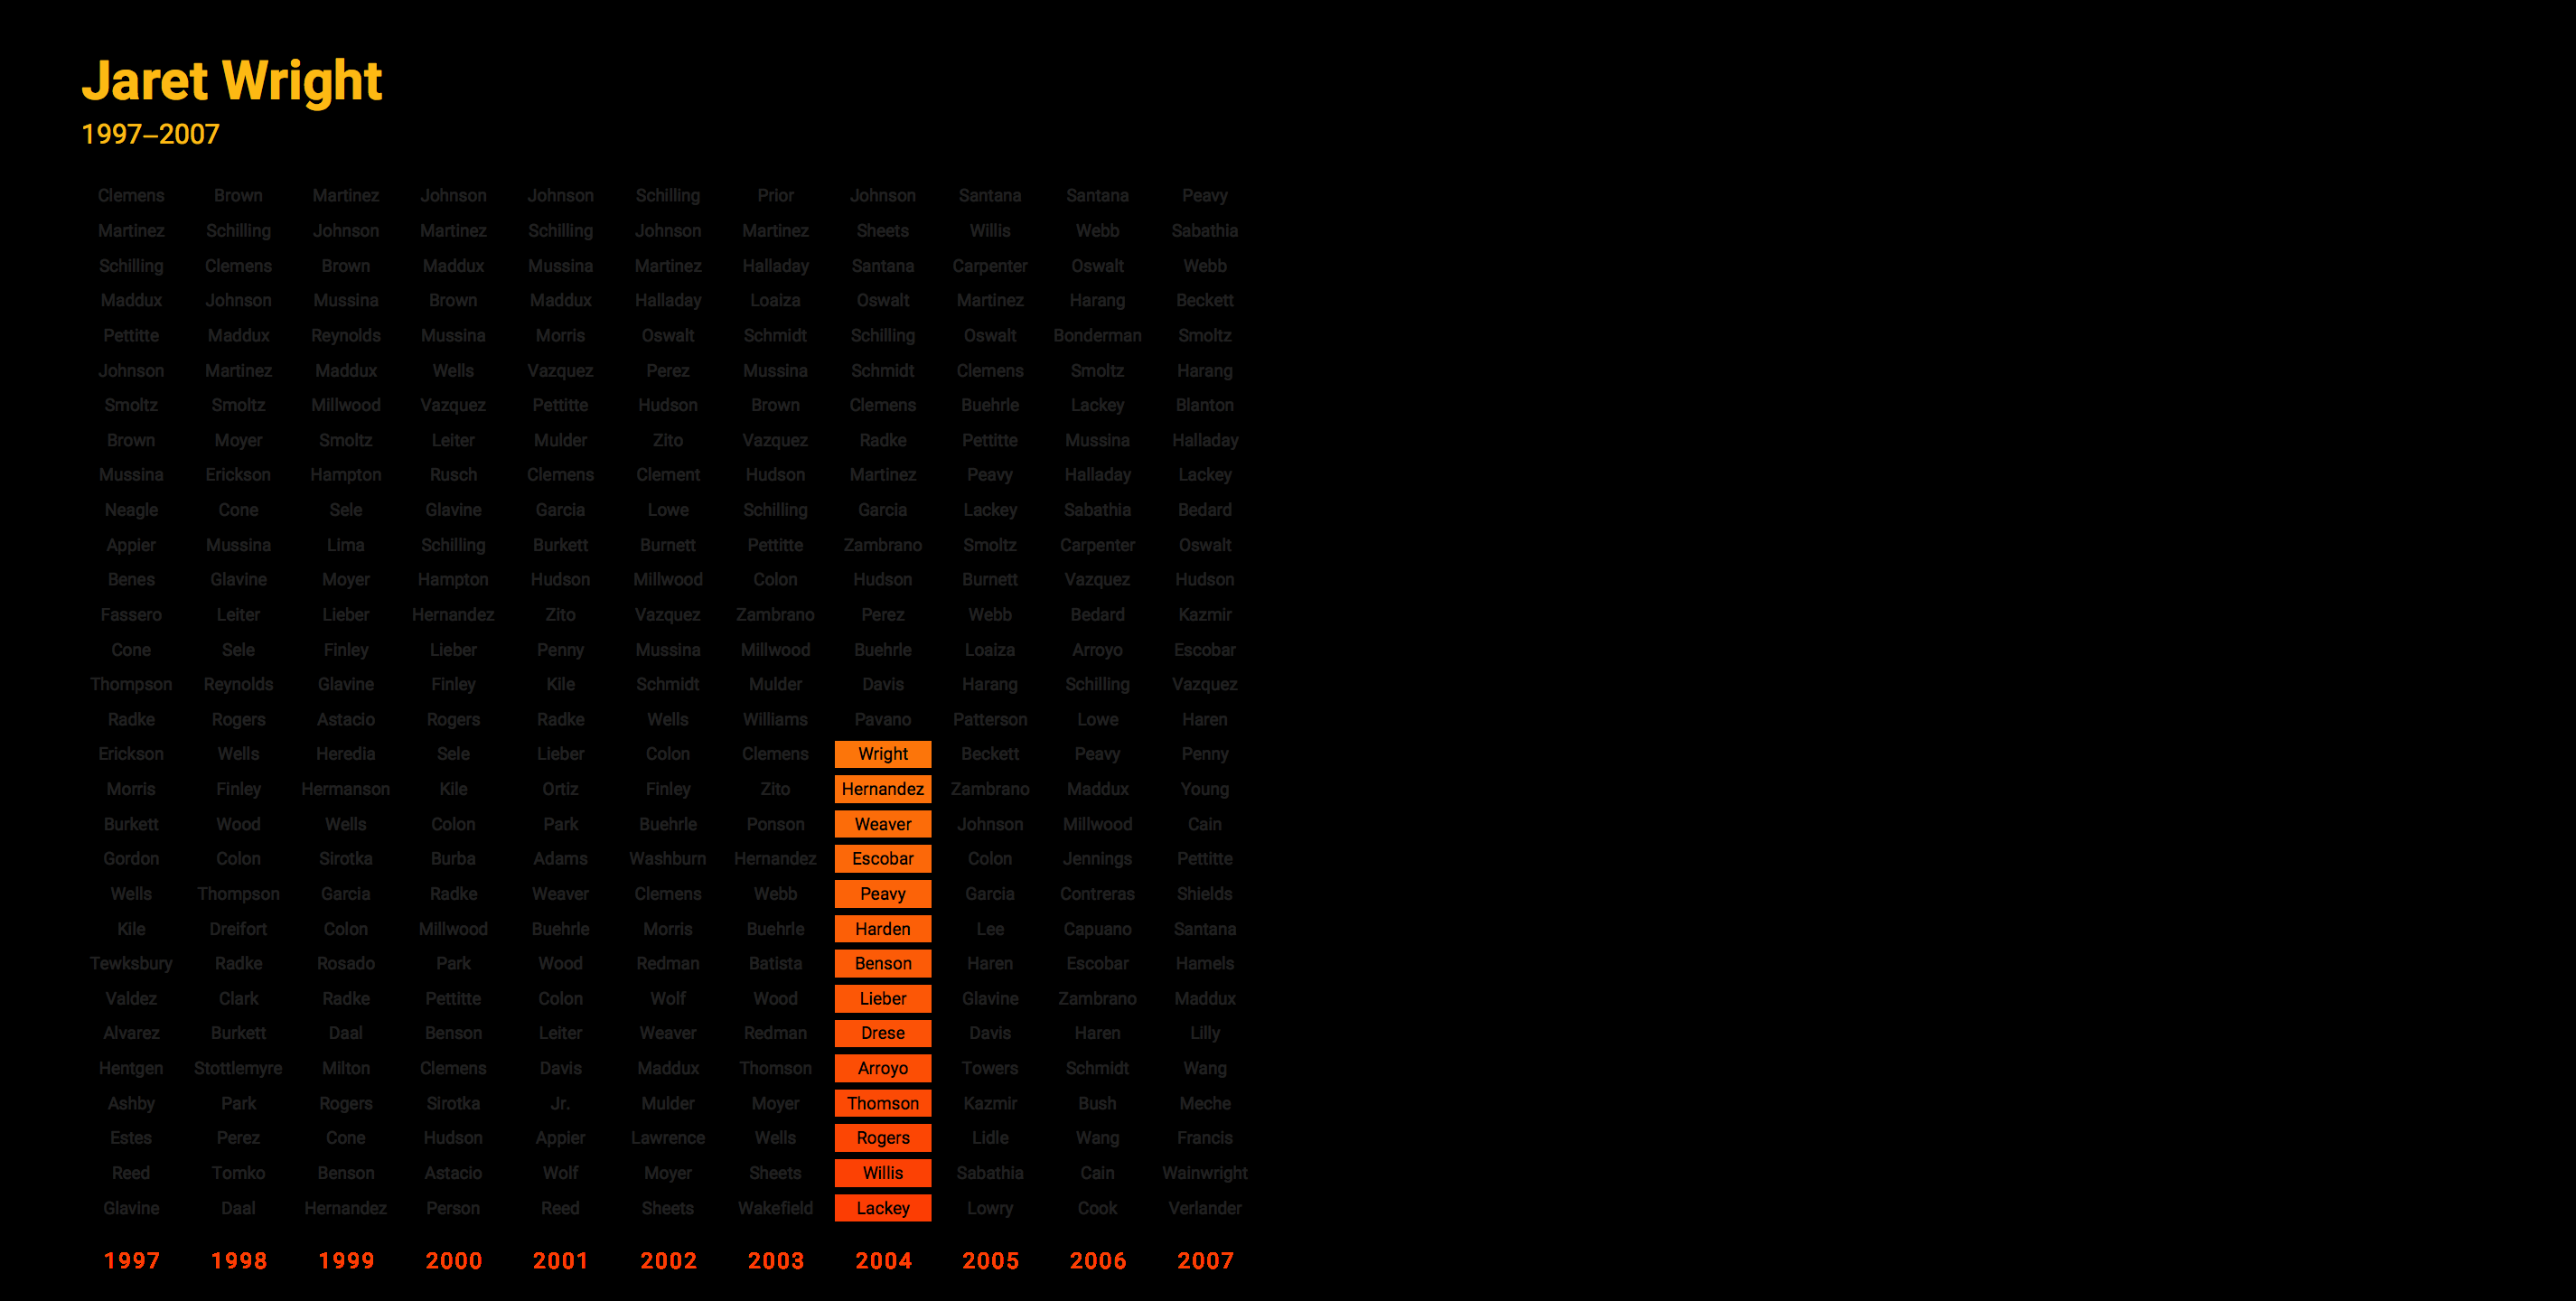 Jaret Wright
1997–2007
Clemens Brown Martinez Johnson Johnson Schilling Prior Johnson Santana Santana Peavy
Martinez Schilling Johnson Martinez Schilling Johnson Martinez Sheets Willis Webb Sabathia
Schilling Clemens Brown Maddux Mussina Martinez Halladay Santana Carpenter Oswalt Webb
Maddux Johnson Mussina Brown Maddux Halladay Loaiza Oswalt Martinez Harang Beckett
Pettitte Maddux Reynolds Mussina Morris Oswalt Schmidt Schilling Oswalt Bonderman Smoltz
Johnson Martinez Maddux Wells Vazquez Perez Mussina Schmidt Clemens Smoltz Harang
Smoltz Smoltz Millwood Vazquez Pettitte Hudson Brown Clemens Buehrle Lackey Blanton
Brown Moyer Smoltz Leiter Mulder Zito Vazquez Radke Pettitte Mussina Halladay
Mussina Erickson Hampton Rusch Clemens Clement Hudson Martinez Peavy Halladay Lackey
Neagle Cone Sele Glavine Garcia Lowe Schilling Garcia Lackey Sabathia Bedard
Appier Mussina Lima Schilling Burkett Burnett Pettitte Zambrano Smoltz Carpenter Oswalt
Benes Glavine Moyer Hampton Hudson Millwood Colon Hudson Burnett Vazquez Hudson
Fassero Leiter Lieber Hernandez Zito Vazquez Zambrano Perez Webb Bedard Kazmir
Cone Sele Finley Lieber Penny Mussina Millwood Buehrle Loaiza Arroyo Escobar
Thompson Reynolds Glavine Finley Kile Schmidt Mulder Davis Harang Schilling Vazquez
Radke Rogers Astacio Rogers Radke Wells Williams Pavano Patterson Lowe Haren
Erickson Wells Heredia Sele Lieber Colon Clemens Wright Beckett Peavy Penny
Morris Finley Hermanson Kile Ortiz Finley Zito Hernandez Zambrano Maddux Young
Burkett Wood Wells Colon Park Buehrle Ponson Weaver Johnson Millwood Cain
Gordon Colon Sirotka Burba Adams Washburn Hernandez Escobar Colon Jennings Pettitte
Wells Thompson Garcia Radke Weaver Clemens Webb Peavy Garcia Contreras Shields
Kile Dreifort Colon Millwood Buehrle Morris Buehrle Harden Lee Capuano Santana
Tewksbury Radke Rosado Park Wood Redman Batista Benson Haren Escobar Hamels
Valdez Clark Radke Pettitte Colon Wolf Wood Lieber Glavine Zambrano Maddux
Alvarez Burkett Daal Benson Leiter Weaver Redman Drese Davis Haren Lilly
Hentgen Stottlemyre Milton Clemens Davis Maddux Thomson Arroyo Towers Schmidt Wang
Ashby Park Rogers Sirotka Jr. Mulder Moyer Thomson Kazmir Bush Meche
Estes Perez Cone Hudson Appier Lawrence Wells Rogers Lidle Wang Francis
Reed Tomko Benson Astacio Wolf Moyer Sheets Willis Sabathia Cain Wainwright
Glavine Daal Hernandez Person Reed Sheets Wakefield Lackey Lowry Cook Verlander
1997 1998 1999 2000 2001 2002 2003 2004 2005 2006 2007